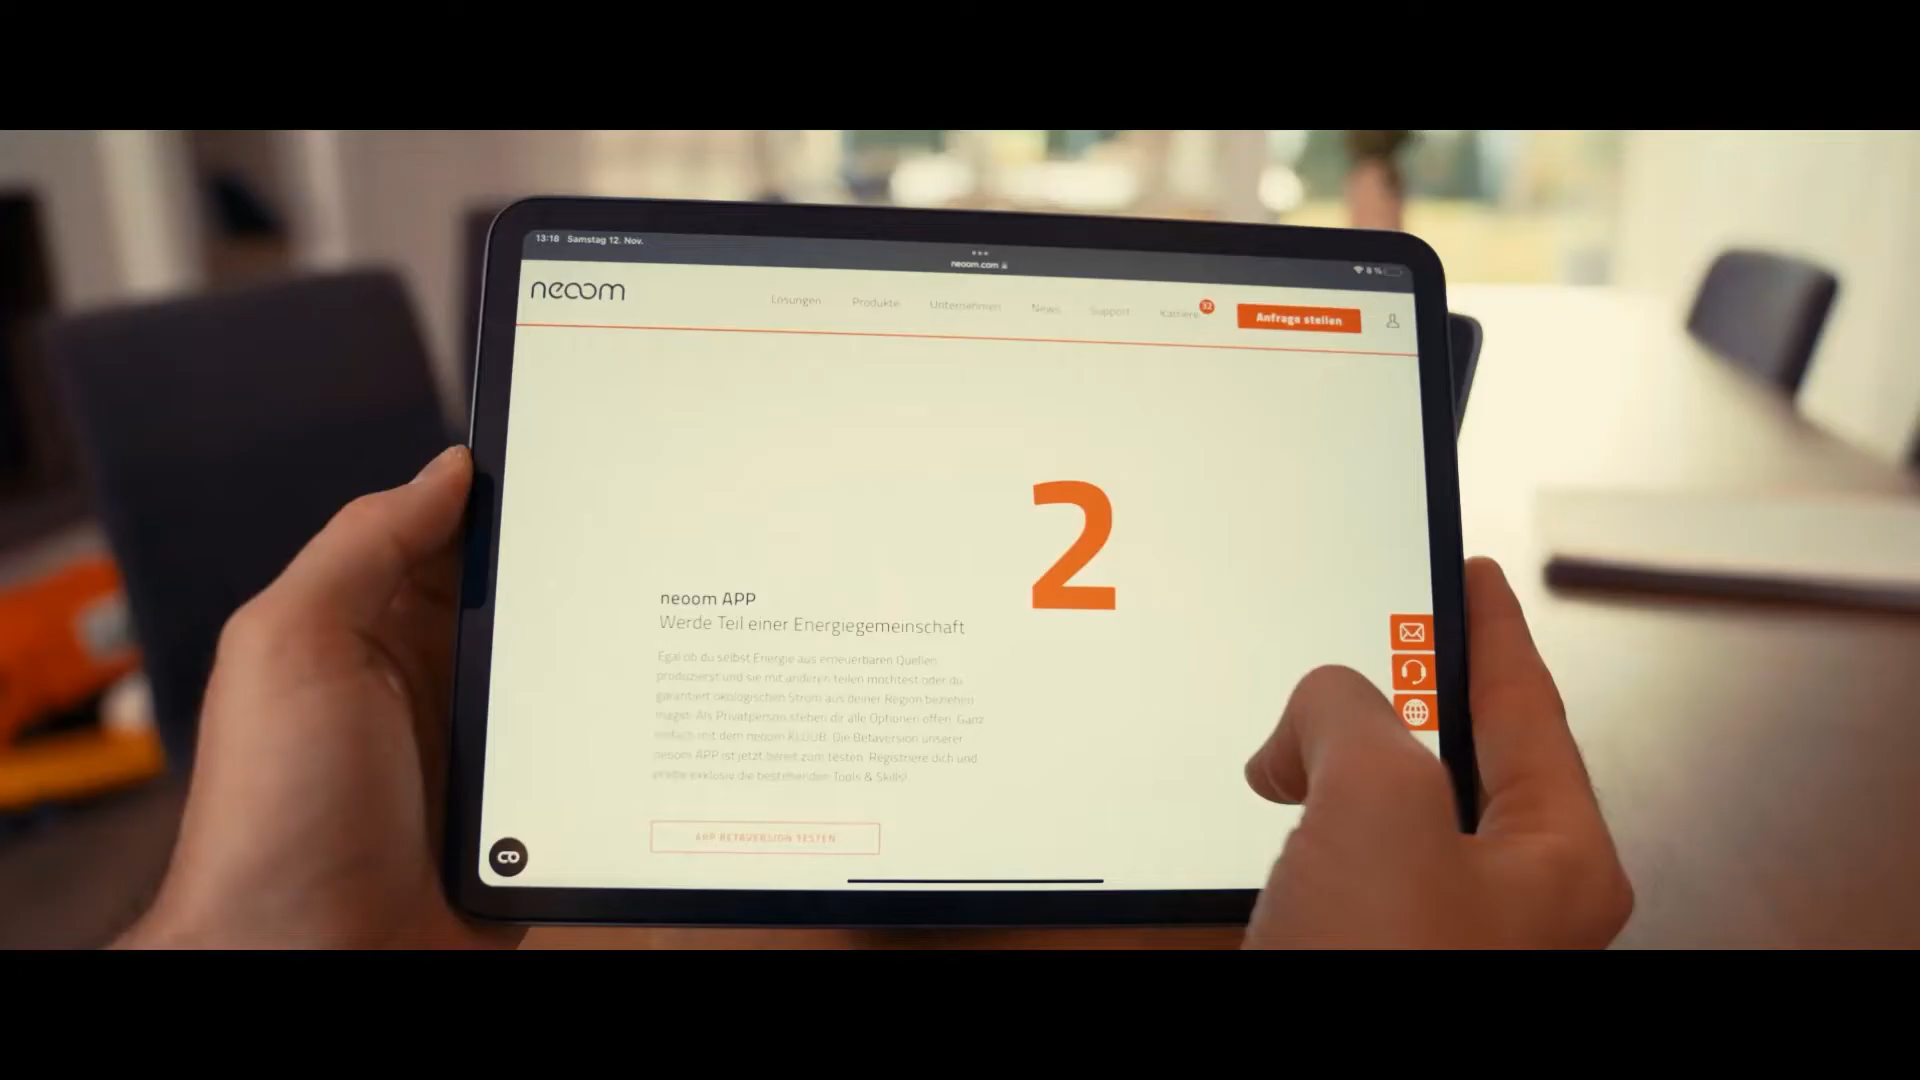 13:18 Samstag 12. Nov.
neoom.com
8 %
neoom
Lösungen Produkte Unternehmen News Support Karriere 32 Anfrage stellen
2
neoom APP
Werde Teil einer Energiegemeinschaft
Egal ob du selbst Energie aus erneuerbaren Quellen
produzierst und sie mit anderen teilen möchtest oder du
garantiert ökologischen Strom aus deiner Region beziehen
magst: Als Privatperson stehen dir alle Optionen offen. Ganz
einfach mit dem neoom KLUUB. Die Betaversion unserer
neoom APP ist jetzt bereit zum testen. Registriere dich und
probe exklusiv die bestehenden Tools & Skills!
APP BETAVERSION TESTEN